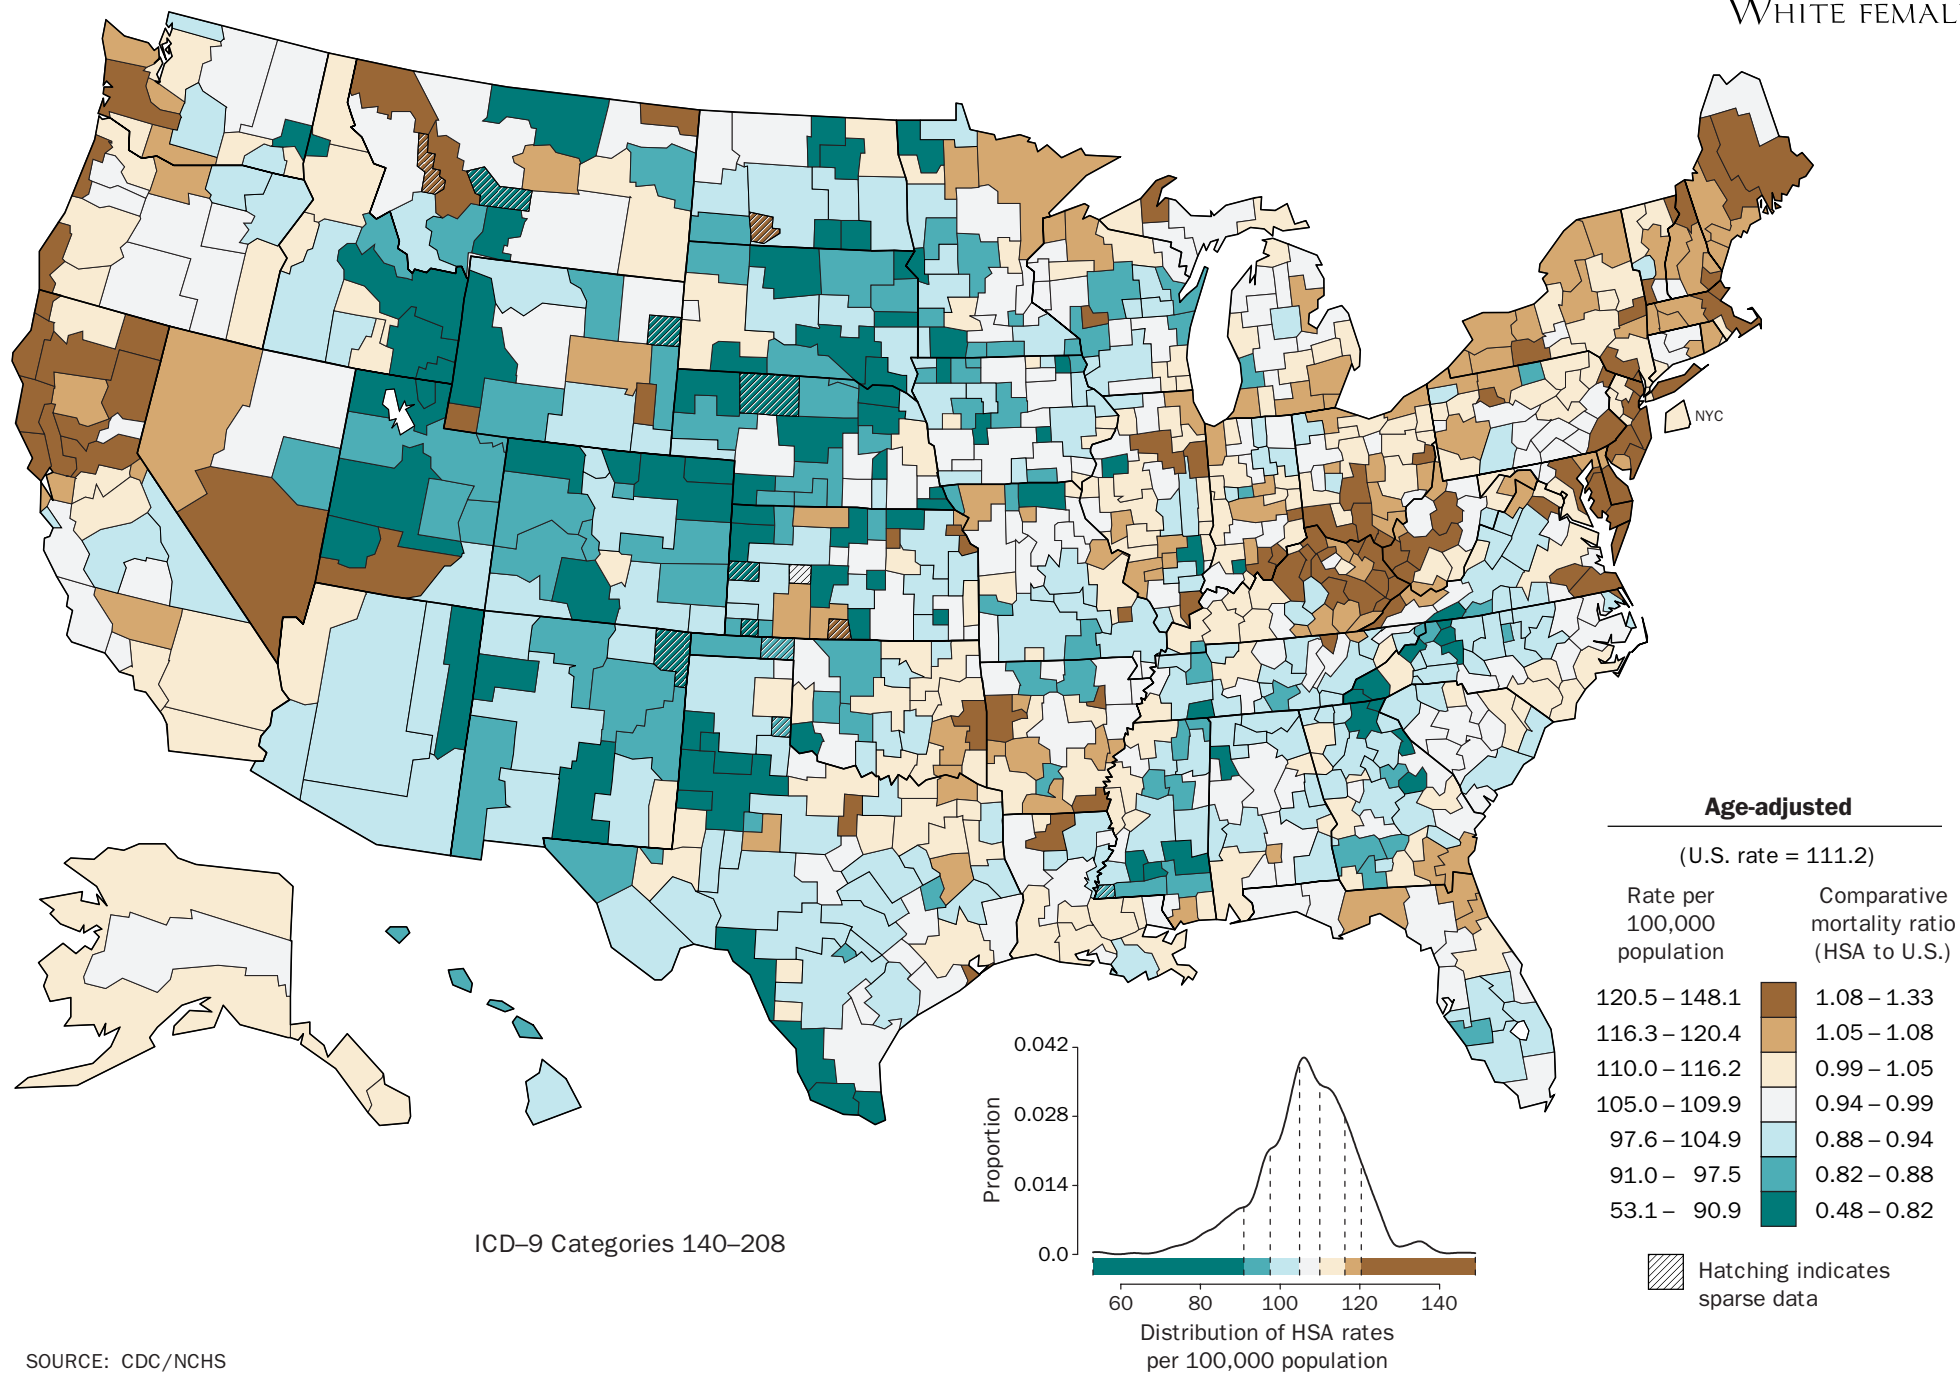 WHITE FEMAL
NYC
Age-adjusted
(U.S. rate = 111.2)
Rate per
100,000
population
Comparative
mortality ratio
(HSA to U.S.)
120.5 – 148.1 1.08 – 1.33
116.3 – 120.4 1.05 – 1.08
110.0 – 116.2 0.99 – 1.05
105.0 – 109.9 0.94 – 0.99
97.6 – 104.9 0.88 – 0.94
91.0 – 97.5 0.82 – 0.88
53.1 – 90.9 0.48 – 0.82
Hatching indicates
sparse data
0.042
0.028
0.014
0.0
Proportion
60 80 100 120 140
Distribution of HSA rates
per 100,000 population
ICD–9 Categories 140–208
SOURCE: CDC/NCHS